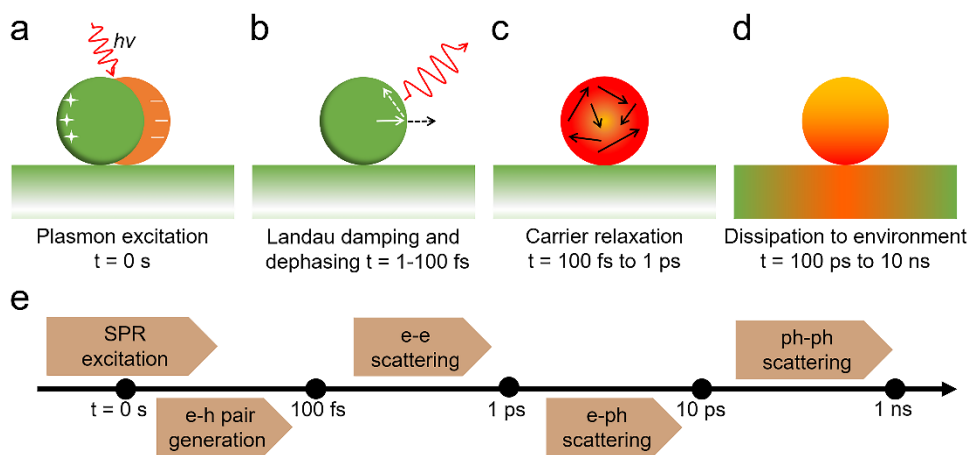 a
hv
b
c
d
Plasmon excitation
t = 0 s
Landau damping and
dephasing t = 1-100 fs
Carrier relaxation
t = 100 fs to 1 ps
Dissipation to environment
t = 100 ps to 10 ns
e
SPR
excitation
e-e
scattering
ph-ph
scattering
t = 0 s
100 fs
1 ps
10 ps
1 ns
e-h pair
generation
e-ph
scattering